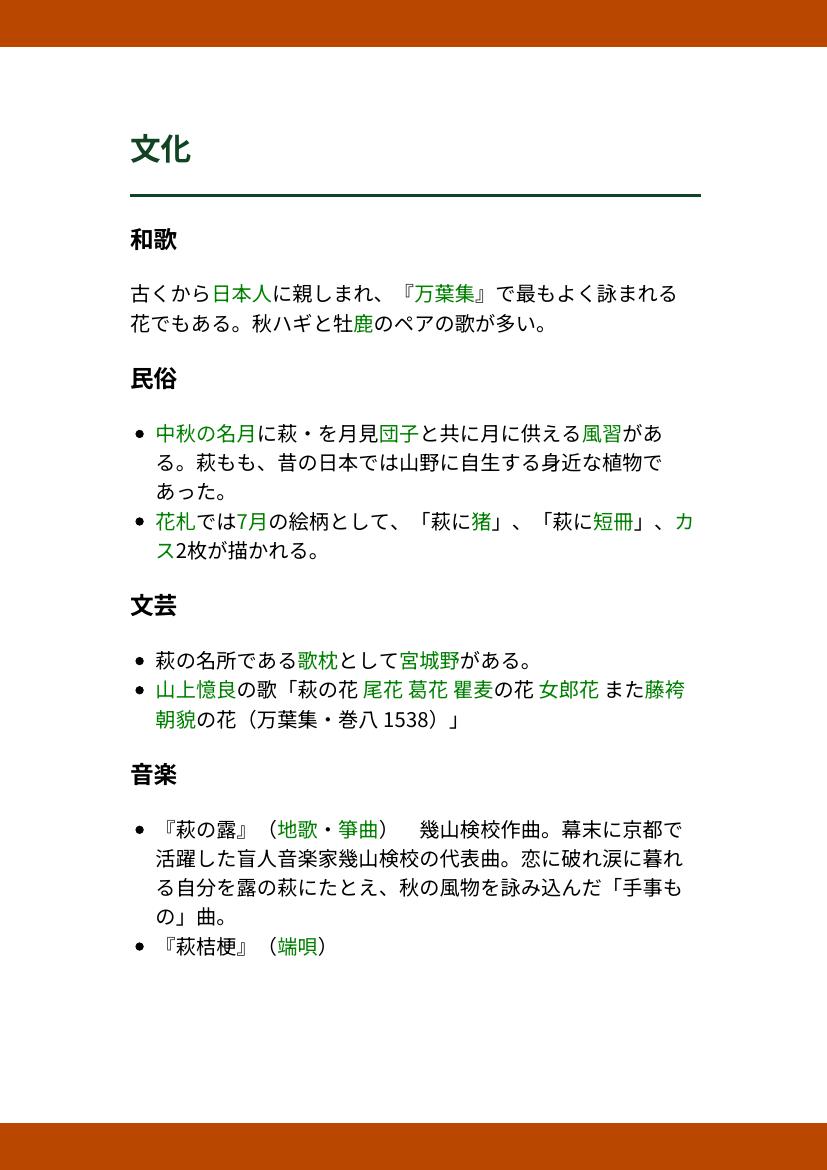 文化
和歌
古くから日本人に親しまれ、『万葉集』で最もよく詠まれる
花でもある。秋ハギと牡鹿のペアの歌が多い。
民俗
• 中秋の名月に萩・を月見団子と共に月に供える風習があ
る。萩もも、昔の日本では山野に自生する身近な植物で
あった。
• 花札では7月の絵柄として、「萩に猪」、「萩に短冊」、カ
ス2枚が描かれる。
文芸
• 萩の名所である歌枕として宮城野がある。
• 山上憶良の歌「萩の花 尾花 葛花 瞿麦の花 女郎花 また藤袴
朝貌の花（万葉集・巻八 1538）」
音楽
• 『萩の露』（地歌・箏曲）　幾山検校作曲。幕末に京都で
活躍した盲人音楽家幾山検校の代表曲。恋に破れ涙に暮れ
る自分を露の萩にたとえ、秋の風物を詠み込んだ「手事も
の」曲。
• 『萩桔梗』（端唄）